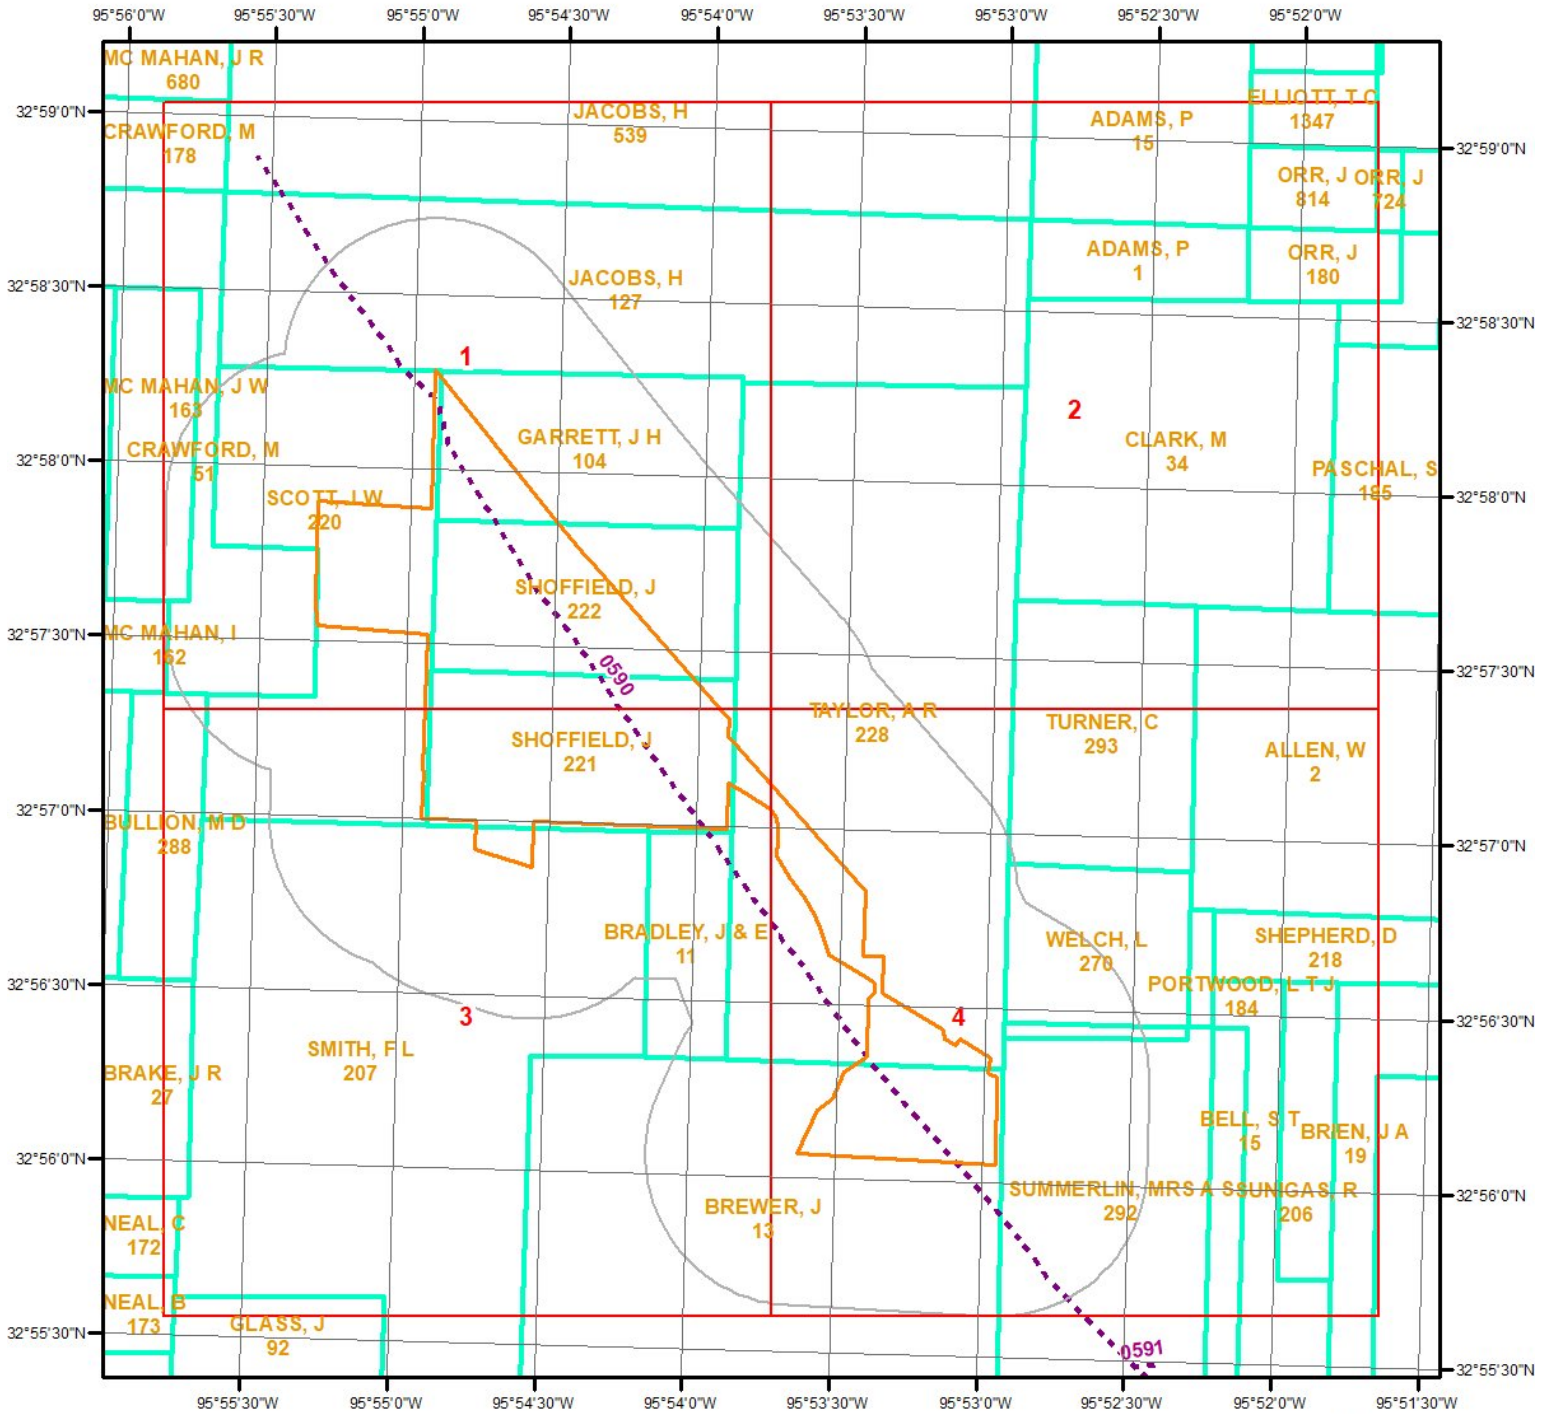 95°56'0"W 95°55'30"W 95°55'0"W 95°54'30"W 95°54'0"W 95°53'30"W 95°53'0"W 95°52'30"W 95°52'0"W
MC MAHAN, J R
680
ELLIOTT, T C
1347
32°59'0"N
JACOBS, H
539
ADAMS, P
15
CRAWFORD, M
178
32°59'0"N
ORR, J
814
ORR, J
724
ADAMS, P
1
ORR, J
180
JACOBS, H
127
32°58'30"N
32°58'30"N
1
MC MAHAN, J W
163
2
GARRETT, J H
104
CLARK, M
34
CRAWFORD, M
51
32°58'0"N
PASCHAL, S
185
SCOTT, J W
220
32°58'0"N
SHOFFIELD, J
222
MC MAHAN, I
162
32°57'30"N
0590
32°57'30"N
TAYLOR, A R
228
TURNER, C
293
SHOFFIELD, J
221
ALLEN, W
2
32°57'0"N
BULLION, M D
288
32°57'0"N
BRADLEY, J & E
11
WELCH, L
270
SHEPHERD, D
218
32°56'30"N
PORTWOOD, L T J
184
3
4
32°56'30"N
SMITH, F L
207
BRAKE, J R
27
BELL, S T
15
BRIEN, J A
19
32°56'0"N
SUMMERLIN, MRS A S
292
SUNIGAS, R
206
32°56'0"N
BREWER, J
13
NEAL, C
172
NEAL, B
173
GLASS, J
92
32°55'30"N
0591
32°55'30"N
95°55'30"W 95°55'0"W 95°54'30"W 95°54'0"W 95°53'30"W 95°53'0"W 95°52'30"W 95°52'0"W 95°51'30"W